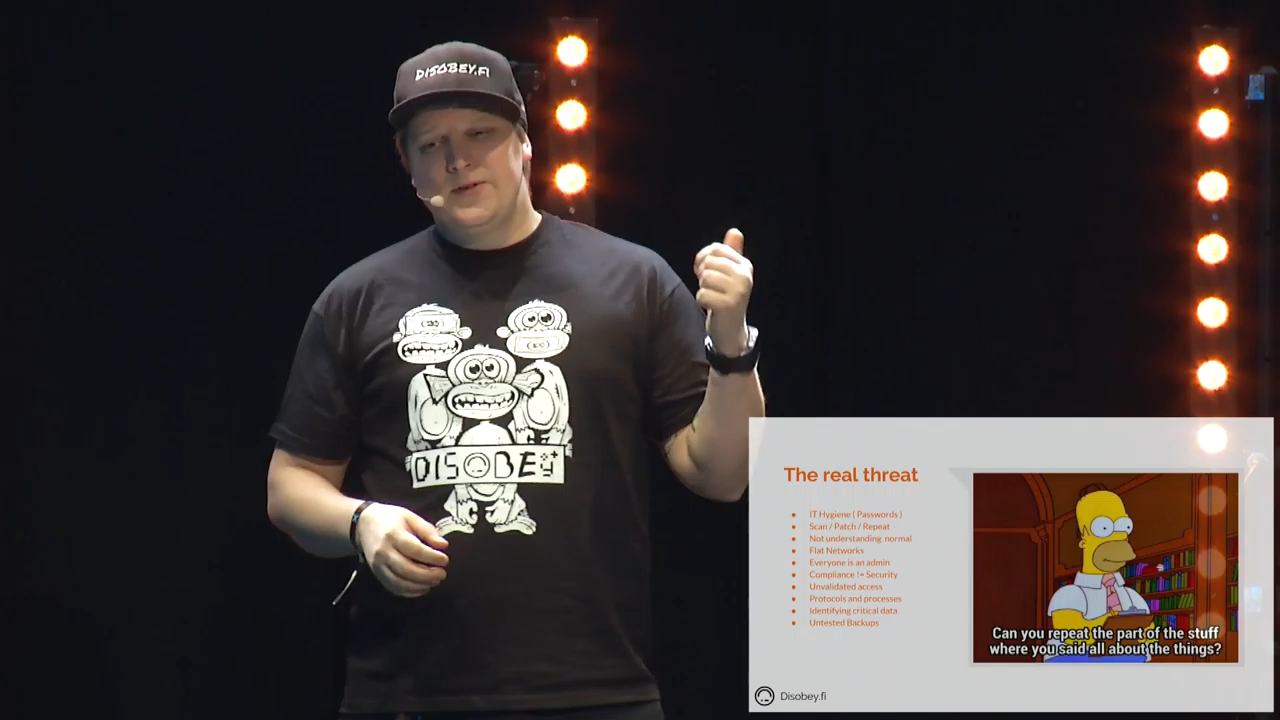 DISOBEY.FI
DISOBEY
The real threat
IT Hygiene ( Passwords )
Scan / Patch / Repeat
Not understanding normal
Flat Networks
Everyone is an admin
Compliance != Security
Unvalidated access
Protocols and processes
Identifying critical data
Untested Backups
Can you repeat the part of the stuff
where you said all about the things?
Disobey.fi